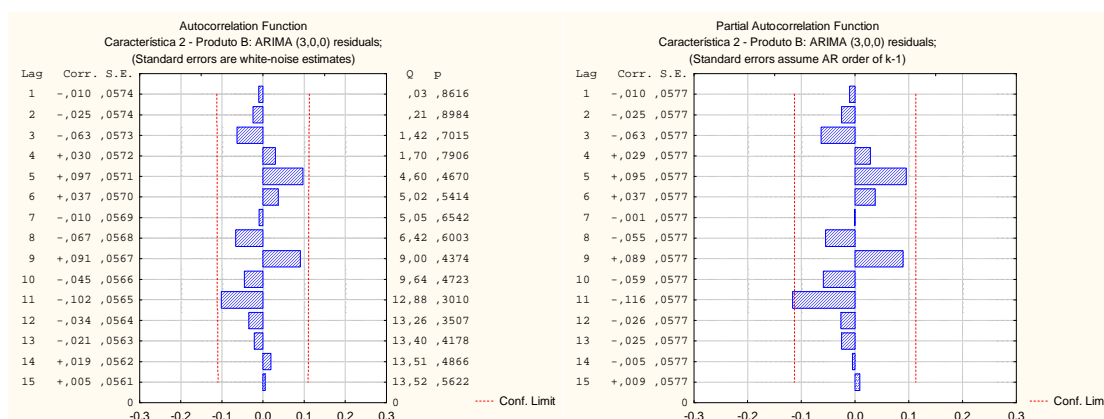 Autocorrelation Function
Característica 2 - Produto B: ARIMA (3,0,0) residuals;
(Standard errors are white-noise estimates)
Lag Corr. S.E. Q p
1 -,010 ,0574 ,03 ,8616
2 -,025 ,0574 ,21 ,8984
3 -,063 ,0573 1,42 ,7015
4 +,030 ,0572 1,70 ,7906
5 +,097 ,0571 4,60 ,4670
6 +,037 ,0570 5,02 ,5414
7 -,010 ,0569 5,05 ,6542
8 -,067 ,0568 6,42 ,6003
9 +,091 ,0567 9,00 ,4374
10 -,045 ,0566 9,64 ,4723
11 -,102 ,0565 12,88 ,3010
12 -,034 ,0564 13,26 ,3507
13 -,021 ,0563 13,40 ,4178
14 +,019 ,0562 13,51 ,4866
15 +,005 ,0561 13,52 ,5622
0 0
Conf. Limit
-0.3 -0.2 -0.1 0.0 0.1 0.2 0.3
Partial Autocorrelation Function
Característica 2 - Produto B: ARIMA (3,0,0) residuals;
(Standard errors assume AR order of k-1)
Lag Corr. S.E.
1 -,010 ,0577
2 -,025 ,0577
3 -,063 ,0577
4 +,029 ,0577
5 +,095 ,0577
6 +,037 ,0577
7 -,001 ,0577
8 -,055 ,0577
9 +,089 ,0577
10 -,059 ,0577
11 -,116 ,0577
12 -,026 ,0577
13 -,025 ,0577
14 -,005 ,0577
15 +,009 ,0577
0 0
Conf. Limit
-0.3 -0.2 -0.1 0.0 0.1 0.2 0.3